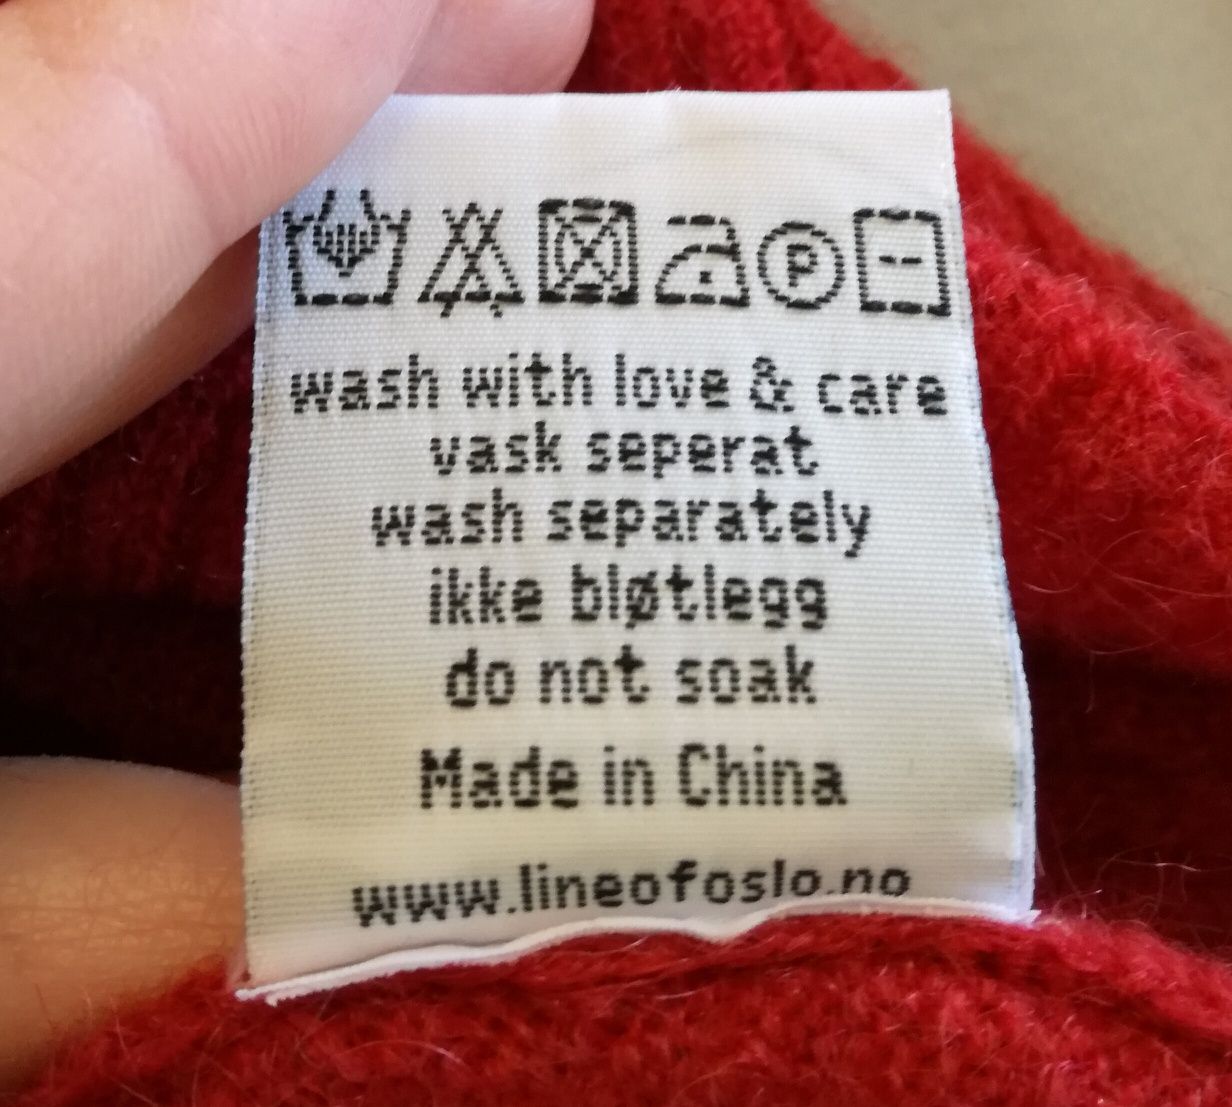 P
wash with love & care
vask seperat
wash separately
ikke bløtlegg
do not soak
Made in China
www.lineofoslo.no